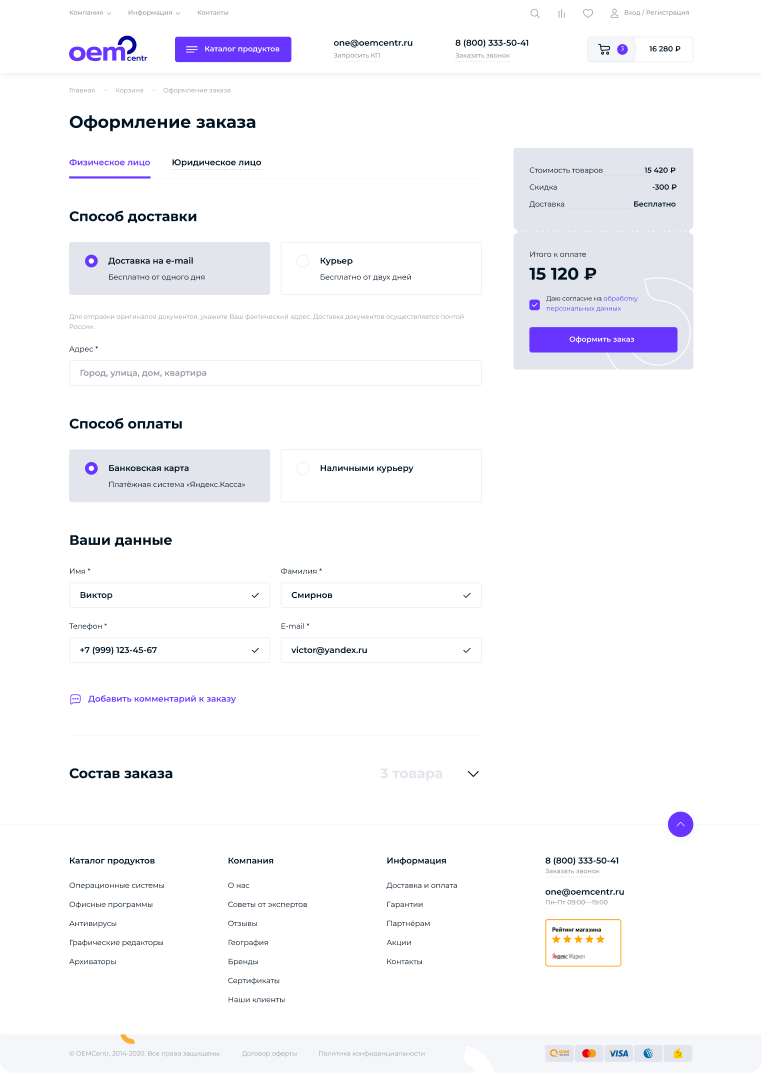 Компания
Информация
Контакты
Вход / Регистрация
oem centr
Каталог продуктов
one@oemcentr.ru
Запросить КП
8 (800) 333-50-41
Заказать звонок
3
16 280 ₽
Главная
Корзина
Оформление заказа
Оформление заказа
Физическое лицо
Юридическое лицо
Способ доставки
Доставка на e-mail
Бесплатно от одного дня
Курьер
Бесплатно от двух дней
Для отправки оригиналов документов, укажите Ваш фактический адрес. Доставка документов осуществляется почтой
России.
Адрес *
Город, улица, дом, квартира
Способ оплаты
Банковская карта
Платёжная система «Яндекс.Касса»
Наличными курьеру
Ваши данные
Имя *
Виктор
Фамилия *
Смирнов
Телефон *
+7 (999) 123-45-67
E-mail *
victor@yandex.ru
Добавить комментарий к заказу
Состав заказа
3 товара
Стоимость товаров 15 420 ₽
Скидка -300 ₽
Доставка Бесплатно
Итого к оплате
15 120 ₽
Даю согласие на обработку
персональных данных
Оформить заказ
Каталог продуктов
Операционные системы
Офисные программы
Антивирусы
Графические редакторы
Архиваторы
Компания
О нас
Советы от экспертов
Отзывы
География
Бренды
Сертификаты
Наши клиенты
Информация
Доставка и оплата
Гарантии
Партнёрам
Акции
Контакты
8 (800) 333-50-41
Заказать звонок
one@oemcentr.ru
Пн-Пт 09:00—19:00
Рейтинг магазина
Яндекс Маркет
© OEMCentr, 2014-2020. Все права защищены.
Договор оферты
Политика конфиденциальности
VISA